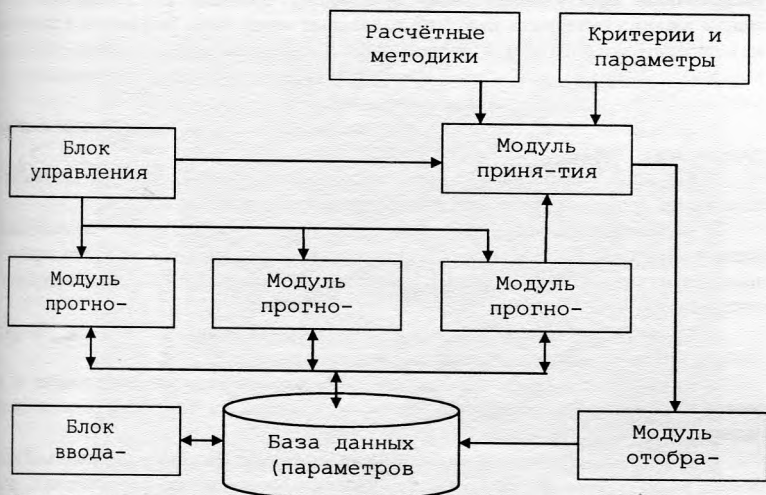 Расчётные
методики
Критерии и
параметры
Блок
управления
Модуль
приня-тия
Модуль
прогно-
Модуль
прогно-
Модуль
прогно-
Блок
ввода-
База данных
(параметров
Модуль
отобра-